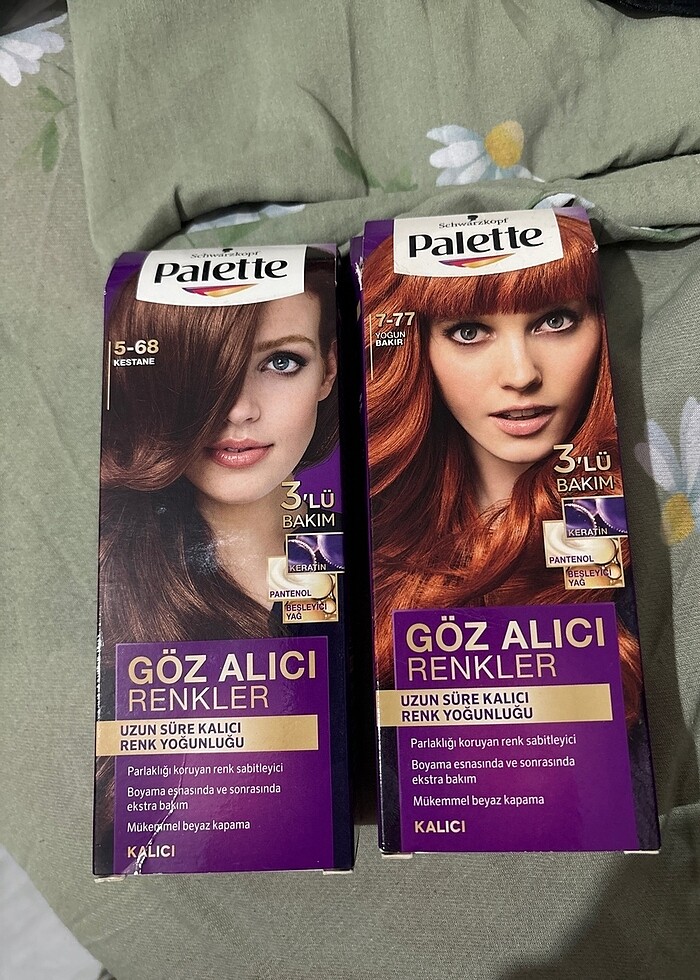 Schwarzkopf
Palette
5-68
KESTANE
3'LÜ
BAKIM
KERATİN
PANTENOL
BESLEYİCİ
YAĞ
GÖZ ALICI
RENKLER
UZUN SÜRE KALICI
RENK YOĞUNLUĞU
Parlaklığı koruyan renk sabitleyici
Boyama esnasında ve sonrasında
ekstra bakım
Mükemmel beyaz kapama
KALICI
Schwarzkopf
Palette
7-77
YOĞUN
BAKIR
3'LÜ
BAKIM
KERATİN
PANTENOL
BESLEYİCİ
YAĞ
GÖZ ALICI
RENKLER
UZUN SÜRE KALICI
RENK YOĞUNLUĞU
Parlaklığı koruyan renk sabitleyici
Boyama esnasında ve sonrasında
ekstra bakım
Mükemmel beyaz kapama
KALICI